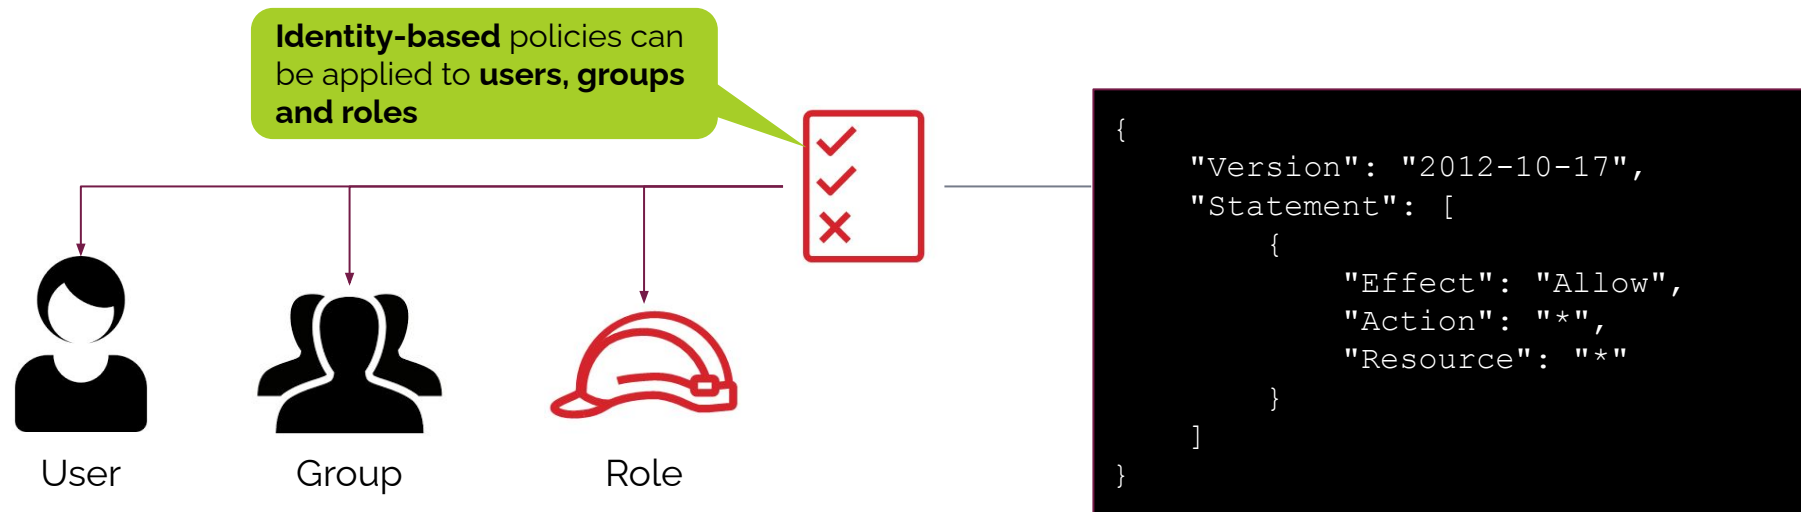 Identity-based policies can
be applied to users, groups
and roles
{
"Version": "2012-10-17",
"Statement": [
{
"Effect": "Allow",
"Action": "*",
"Resource": "*"
}
]
}
User
Group
Role